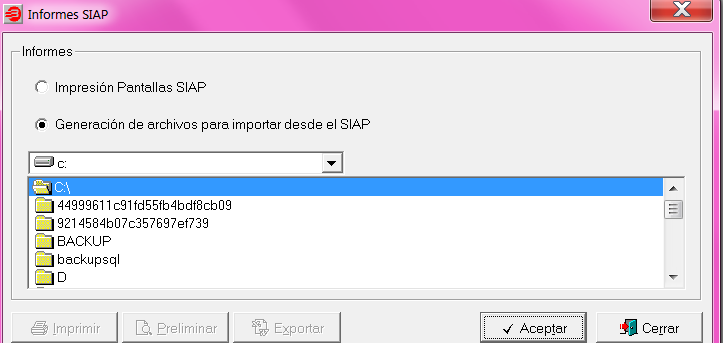 Informes SIAP
Informes
Impresión Pantallas SIAP
Generación de archivos para importar desde el SIAP
c:
C:\
44999611c91fd55fb4bdf8cb09
9214584b07c357697ef739
BACKUP
backupsql
D
Imprimir Preliminar Exportar Aceptar Cerrar